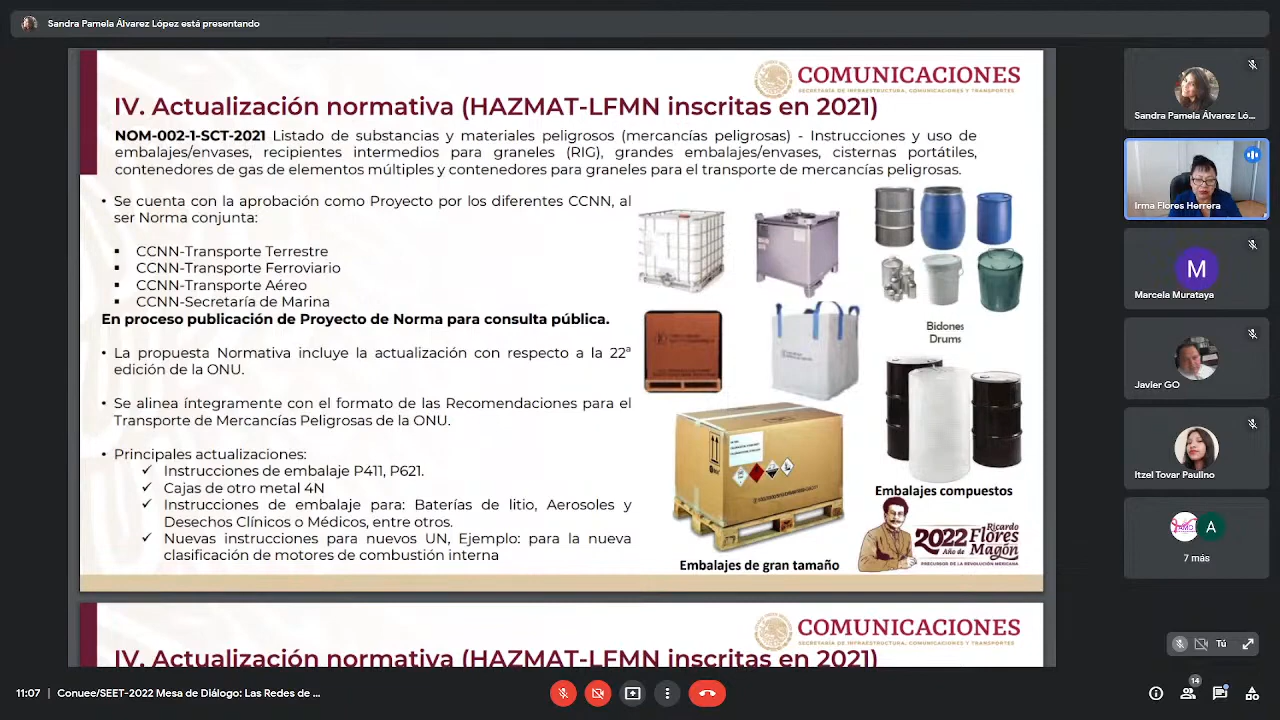 Sandra Pamela Álvarez López está presentando
COMUNICACIONES
SECRETARÍA DE INFRAESTRUCTURA, COMUNICACIONES Y TRANSPORTES
IV. Actualización normativa (HAZMAT-LFMN inscritas en 2021)
NOM-002-1-SCT-2021 Listado de substancias y materiales peligrosos (mercancías peligrosas) - Instrucciones y uso de
embalajes/envases, recipientes intermedios para graneles (RIG), grandes embalajes/envases, cisternas portátiles,
contenedores de gas de elementos múltiples y contenedores para graneles para el transporte de mercancías peligrosas.
• Se cuenta con la aprobación como Proyecto por los diferentes CCNN, al
ser Norma conjunta:
▪ CCNN-Transporte Terrestre
▪ CCNN-Transporte Ferroviario
▪ CCNN-Transporte Aéreo
▪ CCNN-Secretaría de Marina
En proceso publicación de Proyecto de Norma para consulta pública.
• La propuesta Normativa incluye la actualización con respecto a la 22ª
edición de la ONU.
• Se alinea íntegramente con el formato de las Recomendaciones para el
Transporte de Mercancías Peligrosas de la ONU.
• Principales actualizaciones:
✓ Instrucciones de embalaje P411, P621.
✓ Cajas de otro metal 4N
✓ Instrucciones de embalaje para: Baterías de litio, Aerosoles y
Desechos Clínicos o Médicos, entre otros.
✓ Nuevas instrucciones para nuevos UN, Ejemplo: para la nueva
clasificación de motores de combustión interna
Bidones
Drums
Embalajes compuestos
Embalajes de gran tamaño
2022 Ricardo
Flores
Año de Magón
PRECURSOR DE LA REVOLUCIÓN MEXICANA
COMUNICACIONES
SECRETARÍA DE INFRAESTRUCTURA, COMUNICACIONES Y TRANSPORTES
IV. Actualización normativa (HAZMAT-LFMN inscritas en 2021)
Sandra Pamela Álvarez Ló...
Irma Flores Herrera
M
Marcela Murataya
Javier GO
Itzel Tovar Paulino
A
7 más
Tú
11:07 | Conuee/SEET-2022 Mesa de Diálogo: Las Redes de ...
14